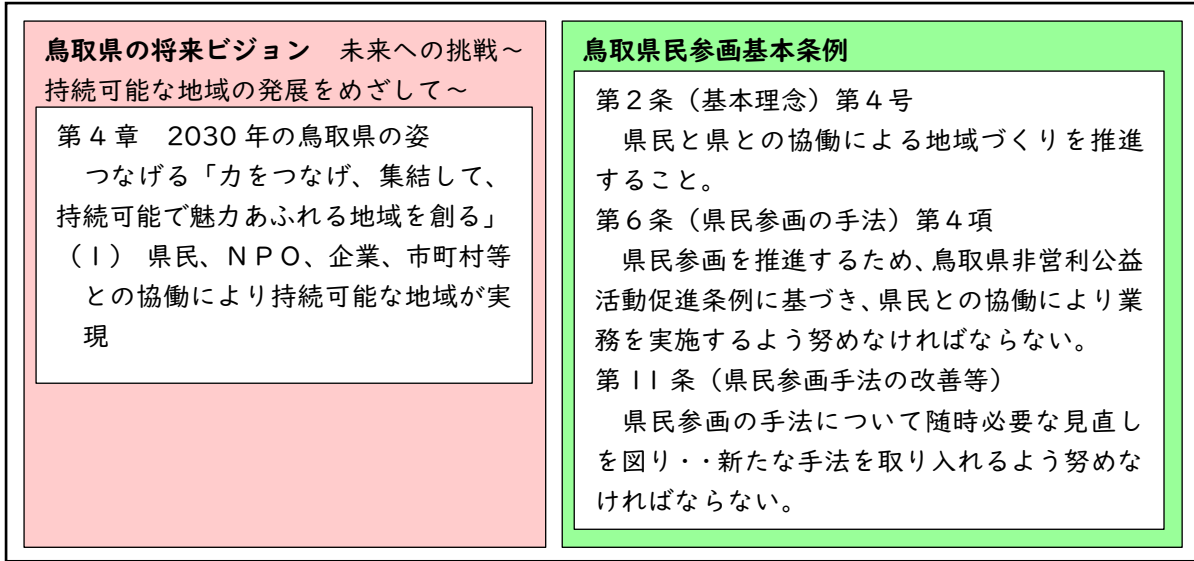 鳥取県の将来ビジョン　未来への挑戦～
持続可能な地域の発展をめざして～
第４章　2030年の鳥取県の姿
つなげる「力をつなげ、集結して、
持続可能で魅力あふれる地域を創る」
（１）　県民、ＮＰＯ、企業、市町村等
との協働により持続可能な地域が実
現
鳥取県民参画基本条例
第２条（基本理念）第４号
県民と県との協働による地域づくりを推進
すること。
第６条（県民参画の手法）第４項
県民参画を推進するため、鳥取県非営利公益
活動促進条例に基づき、県民との協働により業
務を実施するよう努めなければならない。
第１１条（県民参画手法の改善等）
県民参画の手法について随時必要な見直し
を図り・・新たな手法を取り入れるよう努めな
ければならない。